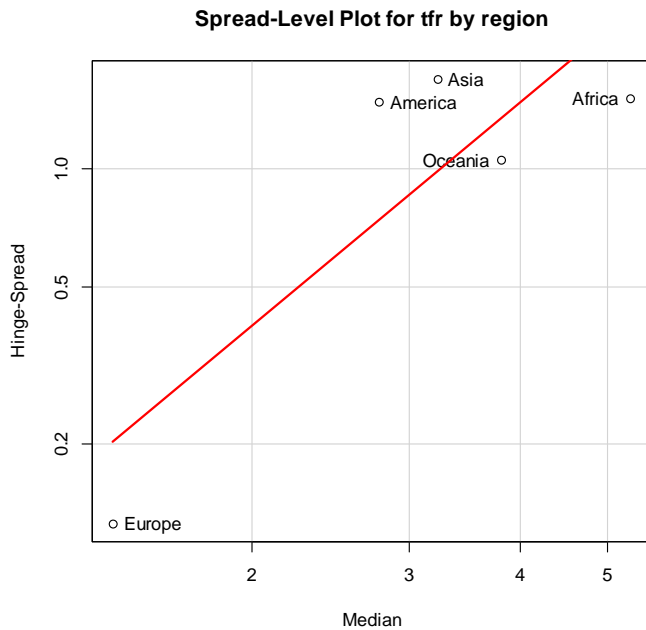 Spread-Level Plot for tfr by region
Asia
America
Africa
Oceania
Europe
1.0
0.5
0.2
Hinge-Spread
2 3 4 5
Median